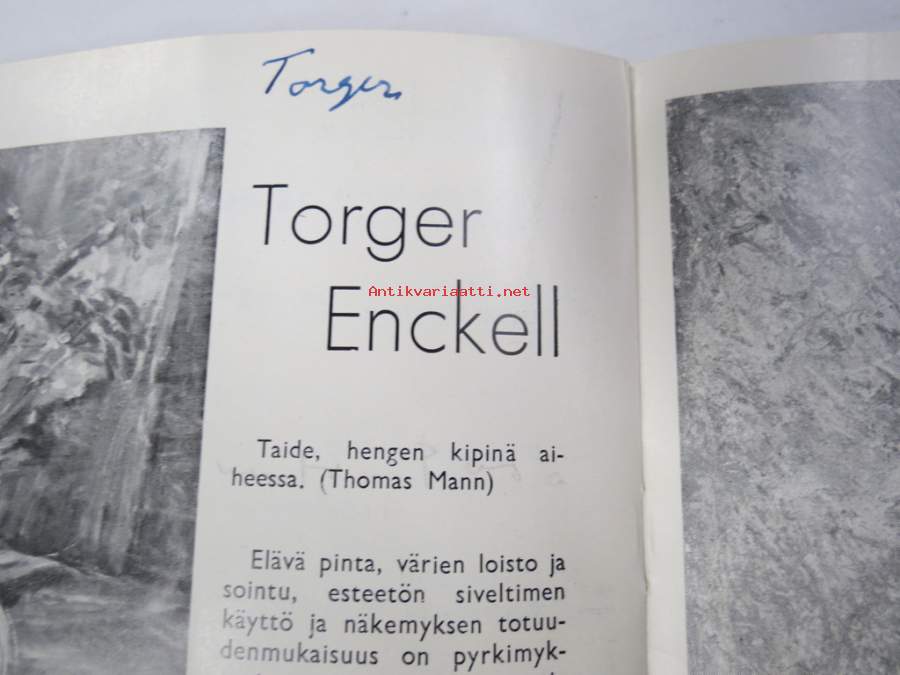 Torger
Torger
Enckell
Antikvariaatti.net
Taide, hengen kipinä ai-
heessa. (Thomas Mann)
Elävä pinta, värien loisto ja
sointu, esteetön siveltimen
käyttö ja näkemyksen totuu-
denmukaisuus on pyrkimyk-